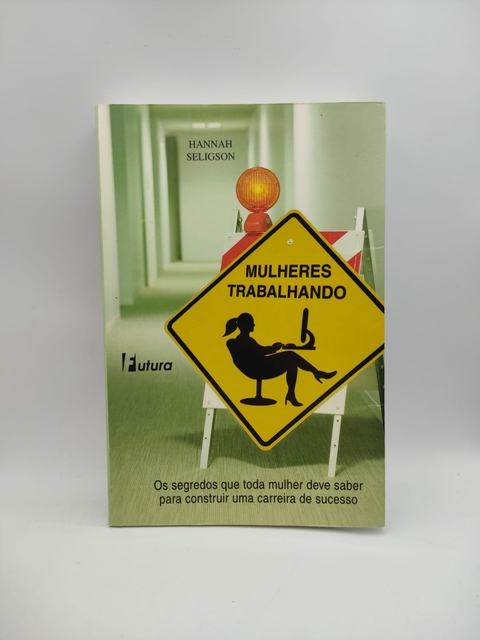 HANNAH
SELIGSON
MULHERES
TRABALHANDO
Futura
Os segredos que toda mulher deve saber
para construir uma carreira de sucesso